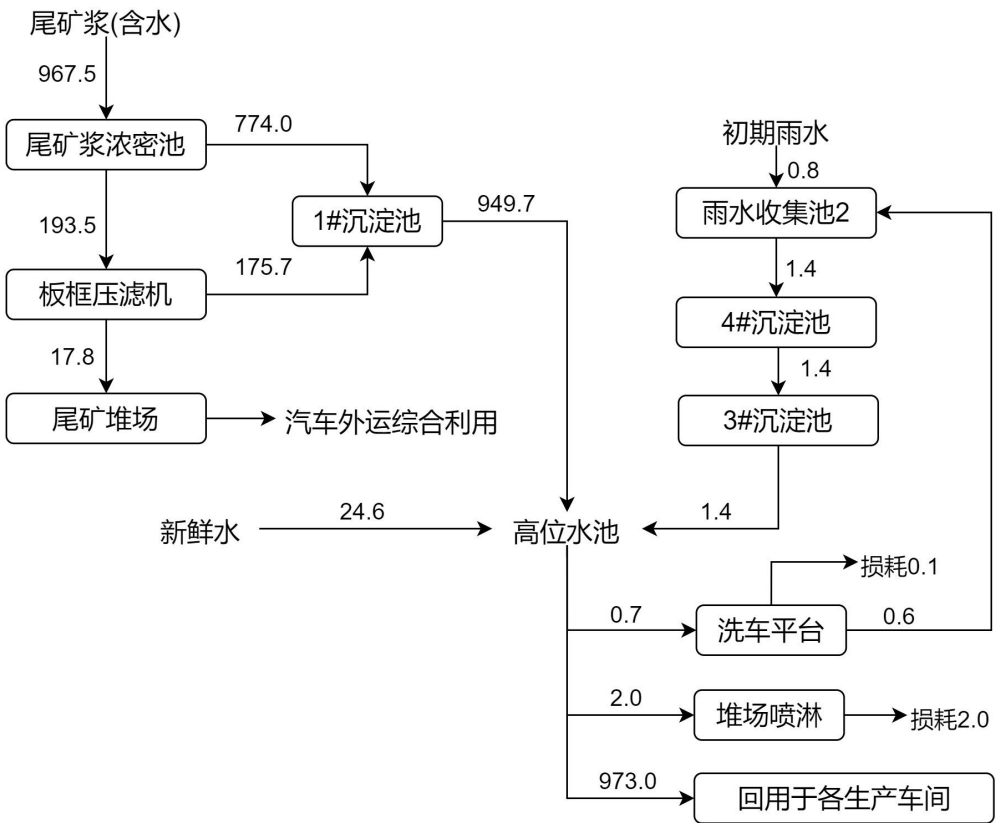 尾矿浆(含水)
967.5
尾矿浆浓密池
774.0
193.5
1#沉淀池
949.7
板框压滤机
175.7
17.8
尾矿堆场
汽车外运综合利用
初期雨水
0.8
雨水收集池2
1.4
4#沉淀池
1.4
3#沉淀池
新鲜水
24.6
高位水池
1.4
0.7
洗车平台
损耗0.1
0.6
2.0
堆场喷淋
损耗2.0
973.0
回用于各生产车间